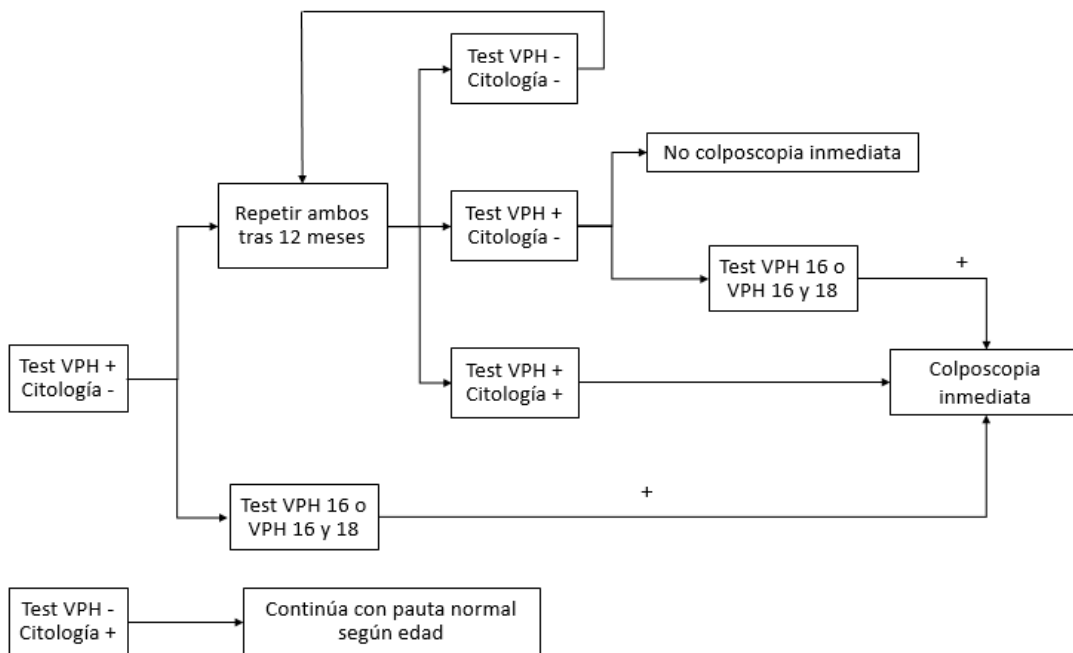 Test VPH -
Citología -
No colposcopia inmediata
Repetir ambos
tras 12 meses
Test VPH +
Citología -
Test VPH 16 o
VPH 16 y 18
+
Test VPH +
Citología -
Test VPH +
Citología +
Colposcopia
inmediata
Test VPH 16 o
VPH 16 y 18
+
Test VPH -
Citología +
Continúa con pauta normal
según edad